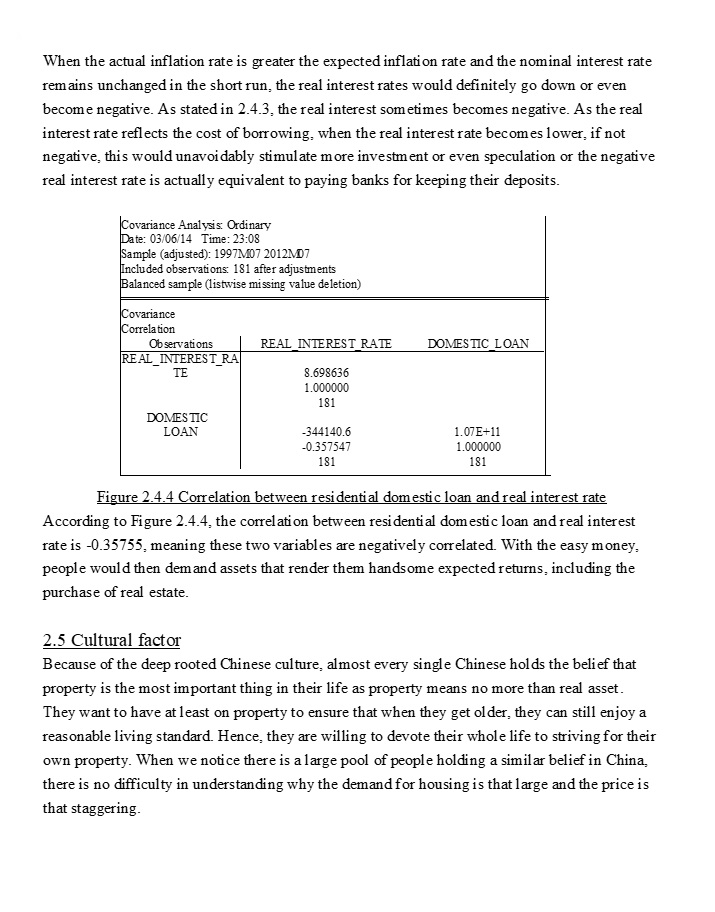 When the actual inflation rate is greater the expected inflation rate and the nominal interest rate
remains unchanged in the short run, the real interest rates would definitely go down or even
become negative. As stated in 2.4.3, the real interest sometimes becomes negative. As the real
interest rate reflects the cost of borrowing, when the real interest rate becomes lower, if not
negative, this would unavoidably stimulate more investment or even speculation or the negative
real interest rate is actually equivalent to paying banks for keeping their deposits.
Covariance Analysis: Ordinary
Date: 03/06/14 Time: 23:08
Sample (adjusted): 1997M07 2012M07
Included observations: 181 after adjustments
Balanced sample (listwise missing value deletion)
Covariance
Correlation
Observations REAL_INTEREST_RATE DOMESTIC_LOAN
REAL_INTEREST_RA
TE 8.698636
1.000000
181
DOMESTIC
LOAN -344140.6 1.07E+11
-0.357547 1.000000
181 181
Figure 2.4.4 Correlation between residential domestic loan and real interest rate
According to Figure 2.4.4, the correlation between residential domestic loan and real interest
rate is -0.35755, meaning these two variables are negatively correlated. With the easy money,
people would then demand assets that render them handsome expected returns, including the
purchase of real estate.
2.5 Cultural factor
Because of the deep rooted Chinese culture, almost every single Chinese holds the belief that
property is the most important thing in their life as property means no more than real asset.
They want to have at least on property to ensure that when they get older, they can still enjoy a
reasonable living standard. Hence, they are willing to devote their whole life to striving for their
own property. When we notice there is a large pool of people holding a similar belief in China,
there is no difficulty in understanding why the demand for housing is that large and the price is
that staggering.